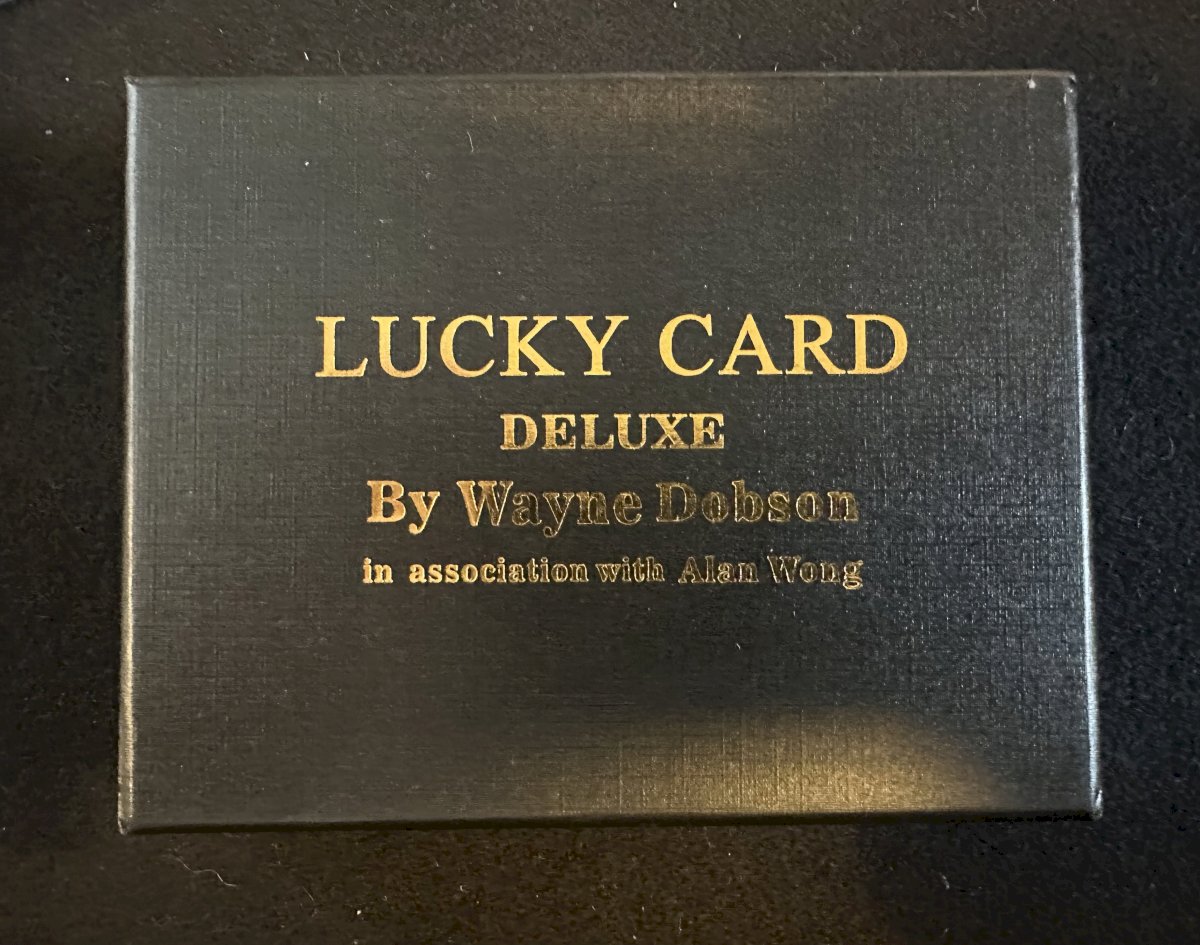 LUCKY CARD
DELUXE
By Wayne Dobson
in association with Alan Wong